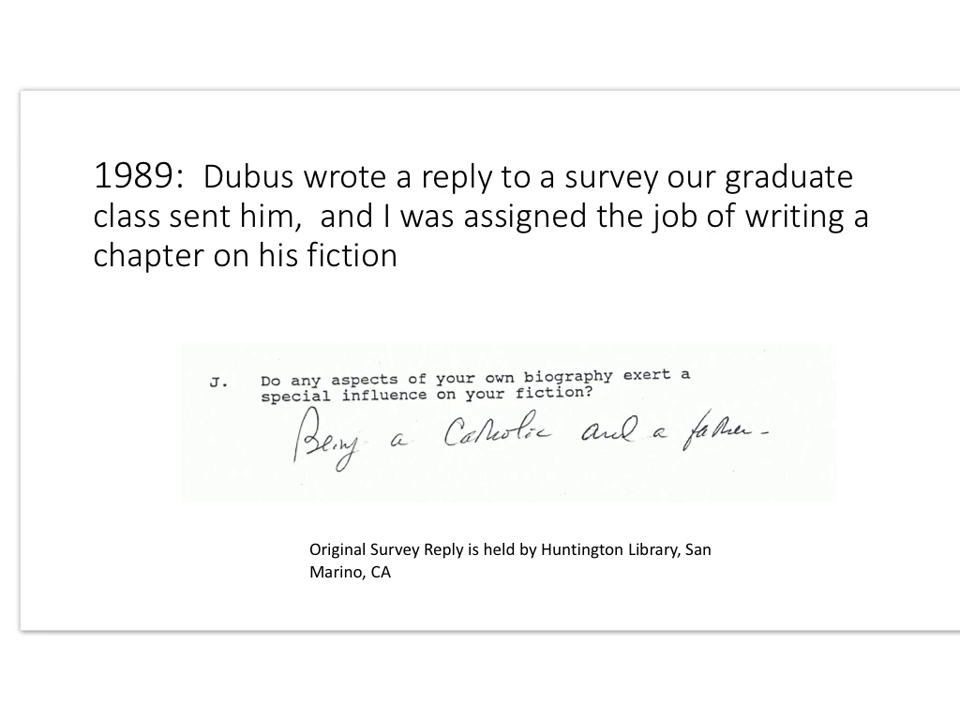 1989:  Dubus wrote a reply to a survey our graduate
class sent him,  and I was assigned the job of writing a
chapter on his fiction
J. Do any aspects of your own biography exert a
special influence on your fiction?
Being a Catholic and a father-
Original Survey Reply is held by Huntington Library, San
Marino, CA